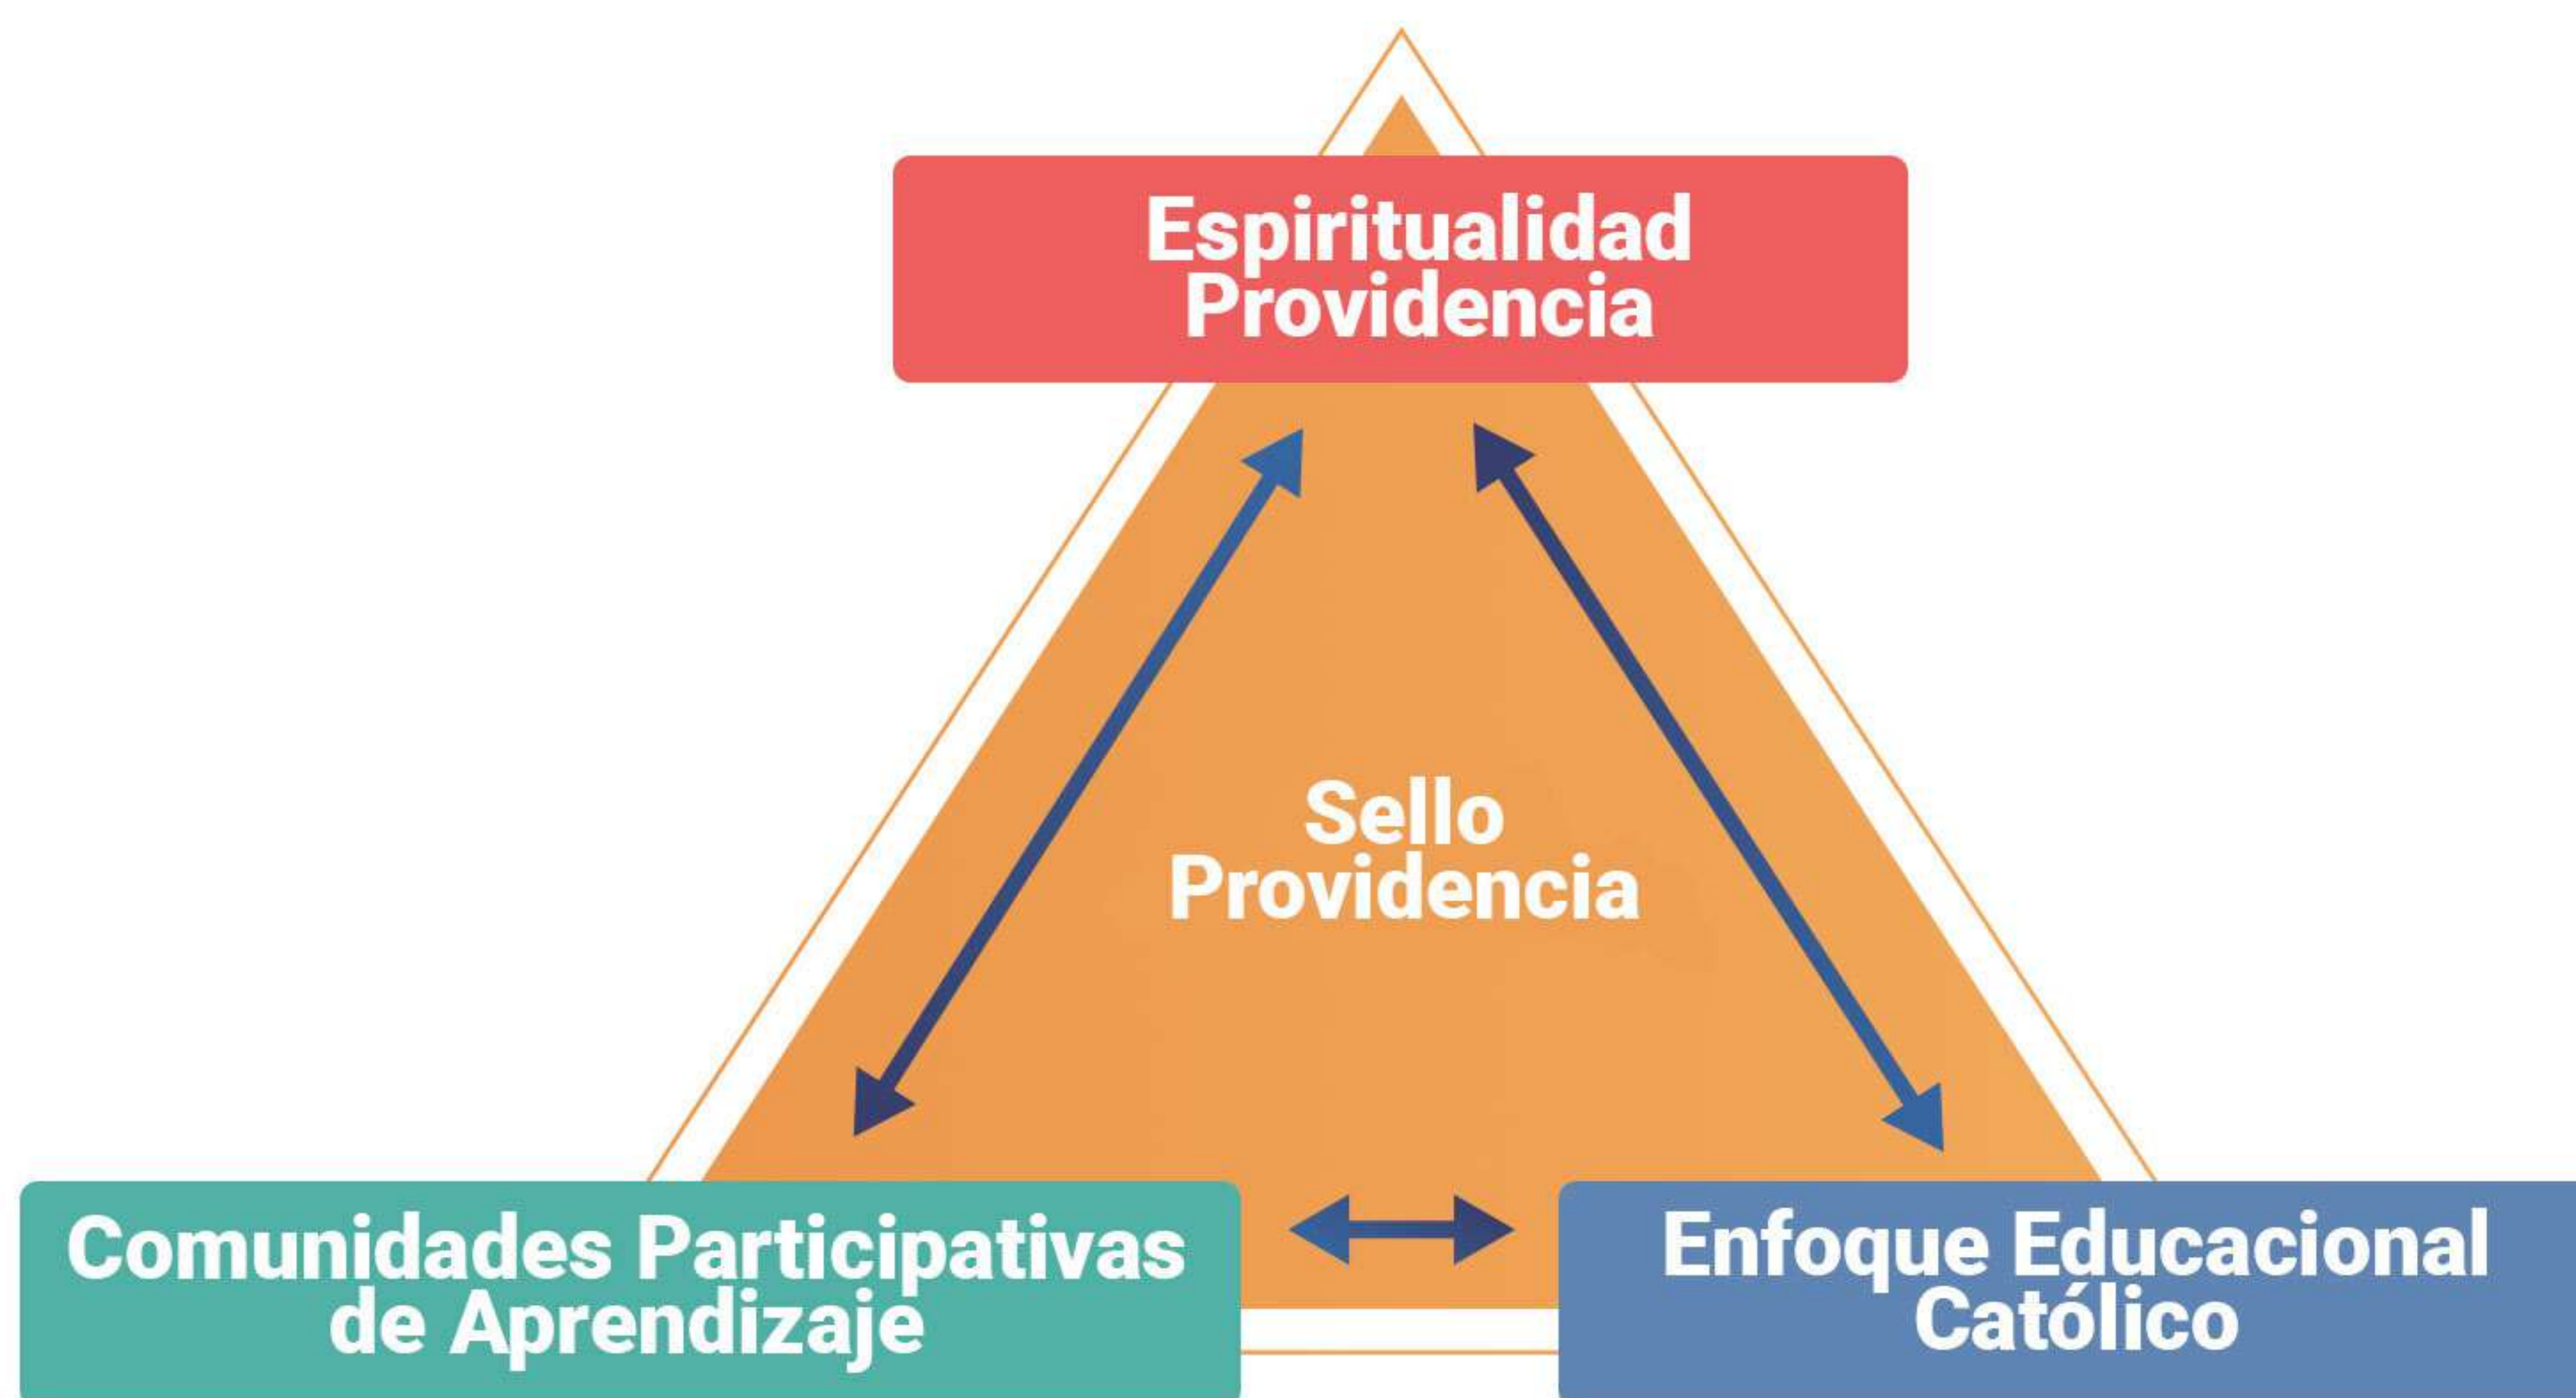 Espiritualidad
Providencia
Sello
Providencia
Comunidades Participativas
de Aprendizaje
Enfoque Educacional
Católico